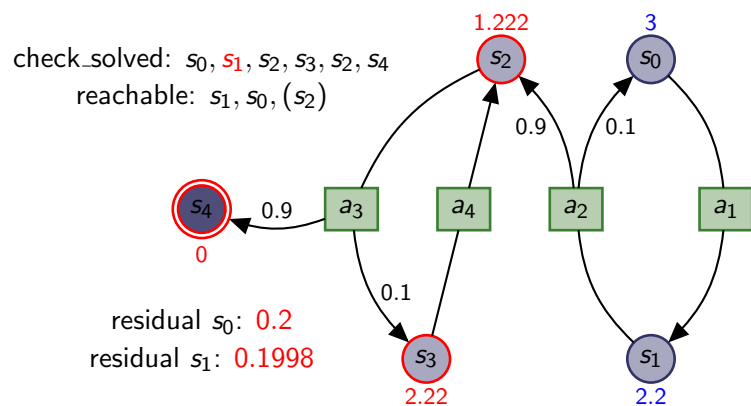 1.222
3
check_solved: s₀, s₁, s₂, s₃, s₂, s₄
reachable: s₁, s₀, (s₂)
s₂
s₀
0.9
0.1
s₄
0.9
a₃
a₄
a₂
a₁
0
0.1
residual s₀: 0.2
residual s₁: 0.1998
s₃
s₁
2.22
2.2